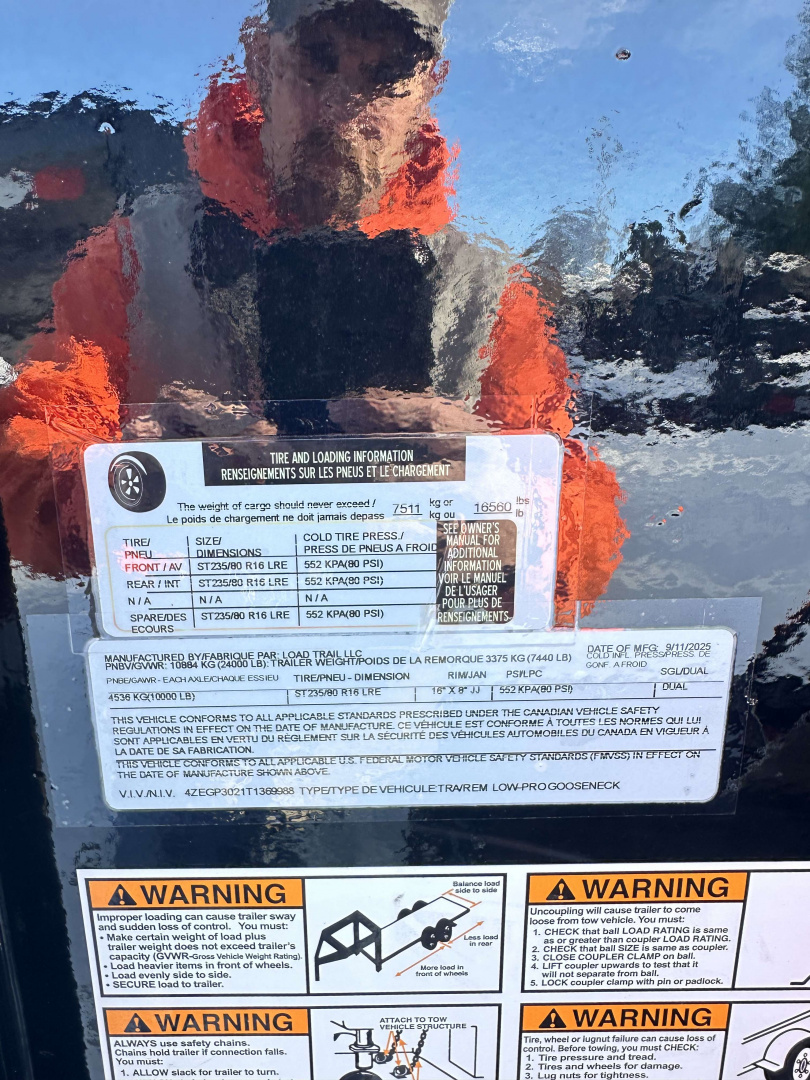 TIRE AND LOADING INFORMATION
RENSEIGNEMENTS SUR LES PNEUS ET LE CHARGEMENT
The weight of cargo should never exceed / 7511 kg or 16560 lbs
Le poids de chargement ne doit jamais depass kg ou lb
TIRE/ SIZE/ COLD TIRE PRESS./
PNEU DIMENSIONS PRESS DE PNEUS A FROID
FRONT / AV ST235/80 R16 LRE 552 KPA(80 PSI)
REAR / INT ST235/80 R16 LRE 552 KPA(80 PSI)
N / A N / A N / A
SPARE/DES ST235/80 R16 LRE 552 KPA(80 PSI)
ECOURS
SEE OWNER'S
MANUAL FOR
ADDITIONAL
INFORMATION
VOIR LE MANUEL
DE L'USAGER
POUR PLUS DE
RENSEIGNEMENTS
MANUFACTURED BY/FABRIQUE PAR: LOAD TRAIL LLC DATE OF MFG: 9/11/2025
PNBV/GVWR: 10884 KG (24000 LB): TRAILER WEIGHT/POIDS DE LA REMORQUE 3375 KG (7440 LB) COLD INFL. PRESS/PRESS. DE
GONF. A FROID
PNBE/GAWR - EACH AXLE/CHAQUE ESSIEU TIRE/PNEU - DIMENSION RIM/JAN PSI/LPC SGL/DUAL
4536 KG(10000 LB) ST235/80 R16 LRE 16" X 8" JJ 552 KPA(80 PSI) DUAL
THIS VEHICLE CONFORMS TO ALL APPLICABLE STANDARDS PRESCRIBED UNDER THE CANADIAN VEHICLE SAFETY
REGULATIONS IN EFFECT ON THE DATE OF MANUFACTURE. CE VÉHICULE EST CONFORME À TOUTES LES NORMES QUI LUI
SONT APPLICABLES EN VERTU DU RÈGLEMENT SUR LA SÉCURITÉ DES VÉHICULES AUTOMOBILES DU CANADA EN VIGUEUR À
LA DATE DE SA FABRICATION.
THIS VEHICLE CONFORMS TO ALL APPLICABLE U.S. FEDERAL MOTOR VEHICLE SAFETY STANDARDS (FMVSS) IN EFFECT ON
THE DATE OF MANUFACTURE SHOWN ABOVE.
V.I.V./N.I.V. 4ZEGP3021T1369988 TYPE/TYPE DE VEHICULE:TRA/REM LOW-PRO GOOSENECK
WARNING
Improper loading can cause trailer sway
and sudden loss of control. You must:
• Make certain weight of load plus
trailer weight does not exceed trailer's
capacity (GVWR-Gross Vehicle Weight Rating).
• Load heavier items in front of wheels.
• Load evenly side to side.
• SECURE load to trailer.
Balance load
side to side
Less load
in rear
More load in
front of wheels
WARNING
Uncoupling will cause trailer to come
loose from tow vehicle. You must:
1. CHECK that ball LOAD RATING is same
as or greater than coupler LOAD RATING.
2. CHECK that ball SIZE is same as coupler.
3. CLOSE COUPLER CLAMP on ball.
4. LIFT coupler upwards to test that it
will not separate from ball.
5. LOCK coupler clamp with pin or padlock.
WARNING
ALWAYS use safety chains.
Chains hold trailer if connection fails.
You must:
1. ALLOW slack for trailer to turn.
ATTACH TO TOW
VEHICLE STRUCTURE
WARNING
Tire, wheel or lugnut failure can cause loss of
control. Before towing, you must CHECK:
1. Tire pressure and tread.
2. Tires and wheels for damage.
3. Lug nuts for tightness.